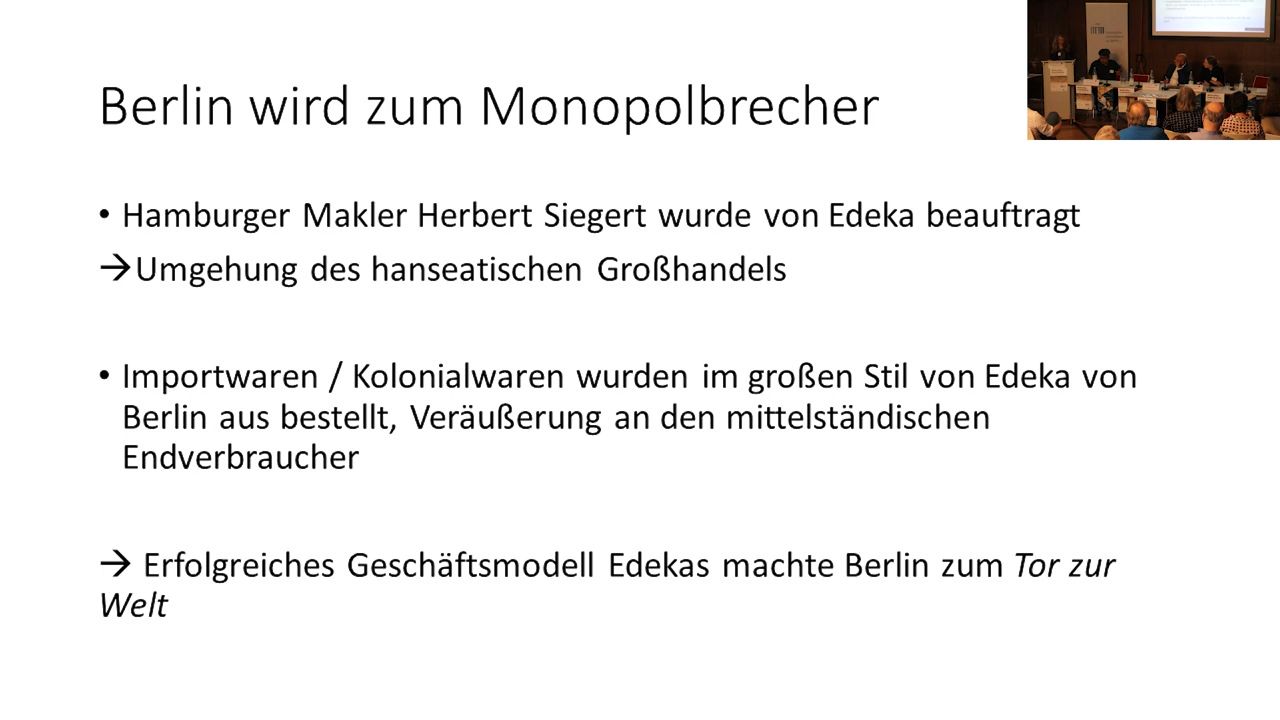 Berlin wird zum Monopolbrecher
• Hamburger Makler Herbert Siegert wurde von Edeka beauftragt
→Umgehung des hanseatischen Großhandels
• Importwaren / Kolonialwaren wurden im großen Stil von Edeka von
Berlin aus bestellt, Veräußerung an den mittelständischen
Endverbraucher
→ Erfolgreiches Geschäftsmodell Edekas machte Berlin zum Tor zur
Welt